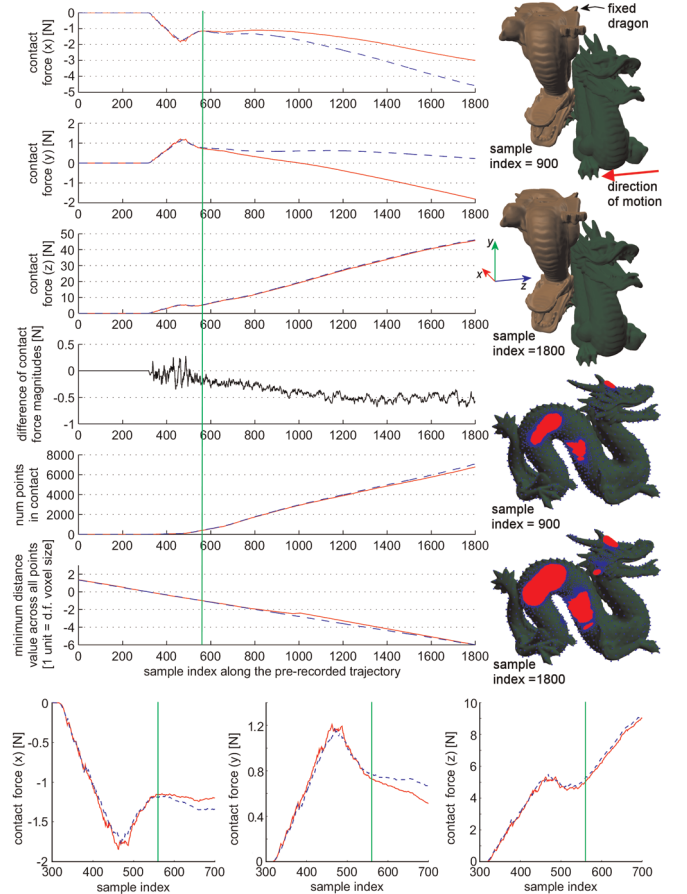 contact
force (x) [N]
0
-1
-2
-3
-4
-5
0 200 400 600 800 1000 1200 1400 1600 1800
contact
force (y) [N]
2
1
0
-1
-2
0 200 400 600 800 1000 1200 1400 1600 1800
contact
force (z) [N]
50
40
30
20
10
0
0 200 400 600 800 1000 1200 1400 1600 1800
difference of contact
force magnitudes [N]
0.5
0
-0.5
-1
0 200 400 600 800 1000 1200 1400 1600 1800
num points
in contact
8000
6000
4000
2000
0
0 200 400 600 800 1000 1200 1400 1600 1800
minimum distance
value across all points
[1 unit = d.f. voxel size]
2
0
-2
-4
-6
0 200 400 600 800 1000 1200 1400 1600 1800
sample index along the pre-recorded trajectory
fixed
dragon
sample
index = 900
direction
of motion
y
x
z
sample
index =1800
sample
index = 900
sample
index =1800
contact force (x) [N]
0
-0.5
-1
-1.5
-2
300 400 500 600 700
sample index
contact force (y) [N]
1.2
0.8
0.4
0
300 400 500 600 700
sample index
contact force (z) [N]
10
8
6
4
2
0
300 400 500 600 700
sample index